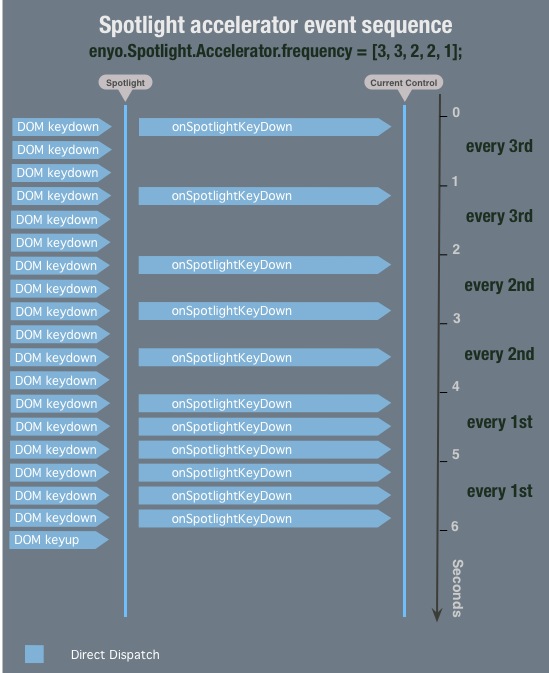 Spotlight accelerator event sequence
enyo.Spotlight.Accelerator.frequency = [3, 3, 2, 2, 1];
Spotlight Current Control
0
DOM keydown onSpotlightKeyDown
every 3rd
DOM keydown
DOM keydown
1
DOM keydown onSpotlightKeyDown
every 3rd
DOM keydown
DOM keydown
2
DOM keydown onSpotlightKeyDown
every 2nd
DOM keydown
DOM keydown onSpotlightKeyDown
3
DOM keydown
every 2nd
DOM keydown onSpotlightKeyDown
DOM keydown
4
DOM keydown onSpotlightKeyDown
every 1st
DOM keydown onSpotlightKeyDown
DOM keydown onSpotlightKeyDown
5
DOM keydown onSpotlightKeyDown
every 1st
DOM keydown onSpotlightKeyDown
DOM keydown onSpotlightKeyDown
6
DOM keyup
Seconds
Direct Dispatch